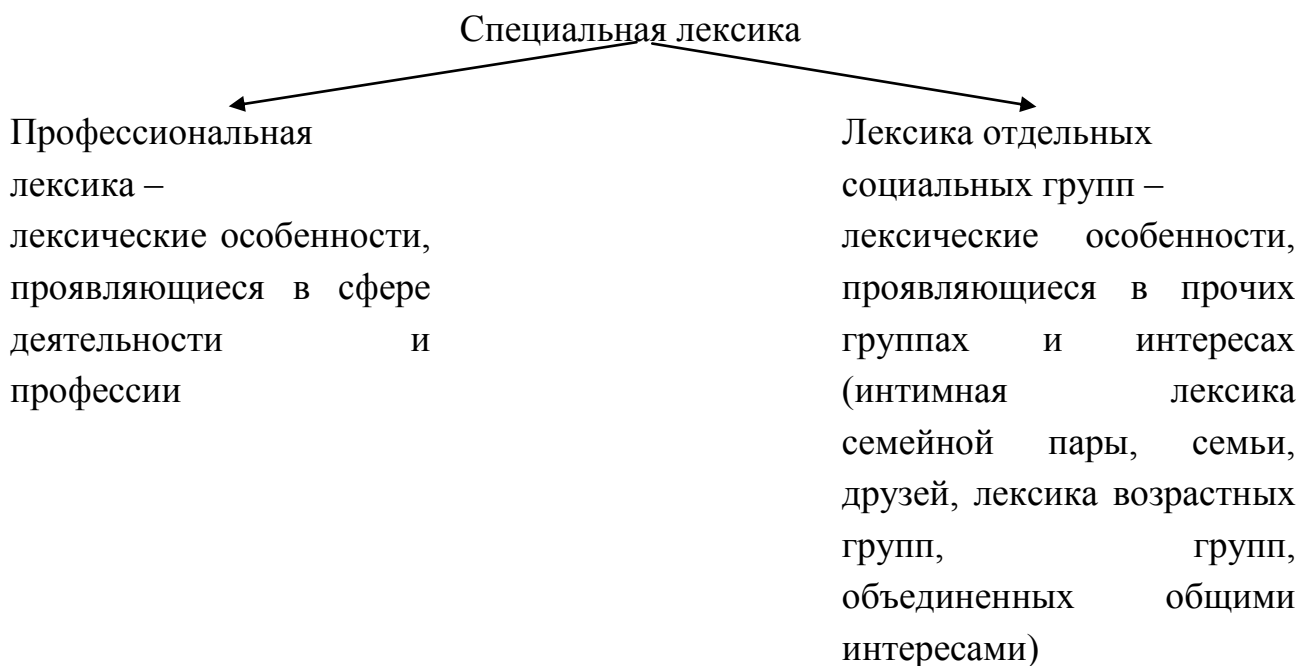 Специальная лексика
Профессиональная
лексика –
лексические особенности,
проявляющиеся в сфере
деятельности и
профессии
Лексика отдельных
социальных групп –
лексические особенности,
проявляющиеся в прочих
группах и интересах
(интимная лексика
семейной пары, семьи,
друзей, лексика возрастных
групп, групп,
объединенных общими
интересами)